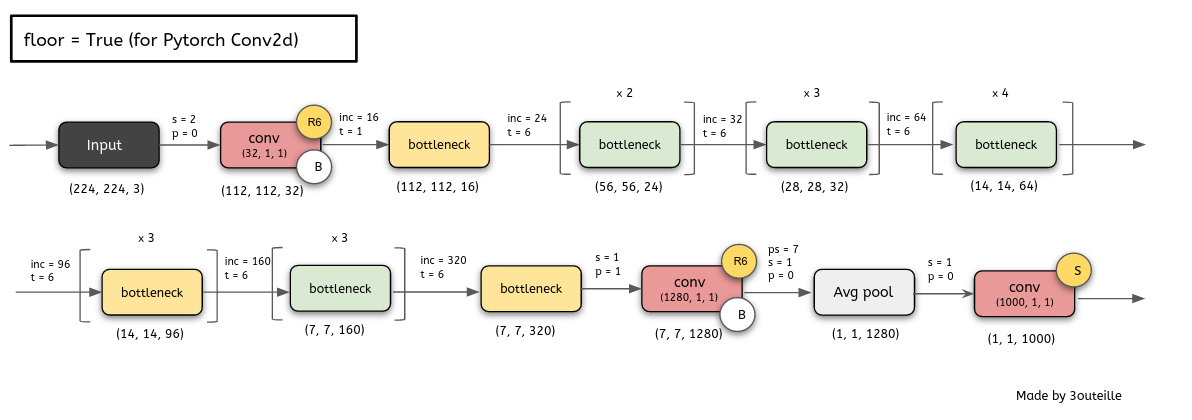 floor = True (for Pytorch Conv2d)
x 2
x 3
x 4
s = 2
p = 0
inc = 16
t = 1
inc = 24
t = 6
inc = 32
t = 6
inc = 64
t = 6
Input
conv
(32, 1, 1)
R6
B
bottleneck
bottleneck
bottleneck
bottleneck
(224, 224, 3)
(112, 112, 32)
(112, 112, 16)
(56, 56, 24)
(28, 28, 32)
(14, 14, 64)
x 3
x 3
inc = 96
t = 6
inc = 160
t = 6
inc = 320
t = 6
s = 1
p = 1
ps = 7
s = 1
p = 0
s = 1
p = 0
bottleneck
bottleneck
bottleneck
conv
(1280, 1, 1)
R6
B
Avg pool
conv
(1000, 1, 1)
S
(14, 14, 96)
(7, 7, 160)
(7, 7, 320)
(7, 7, 1280)
(1, 1, 1280)
(1, 1, 1000)
Made by 3outeille